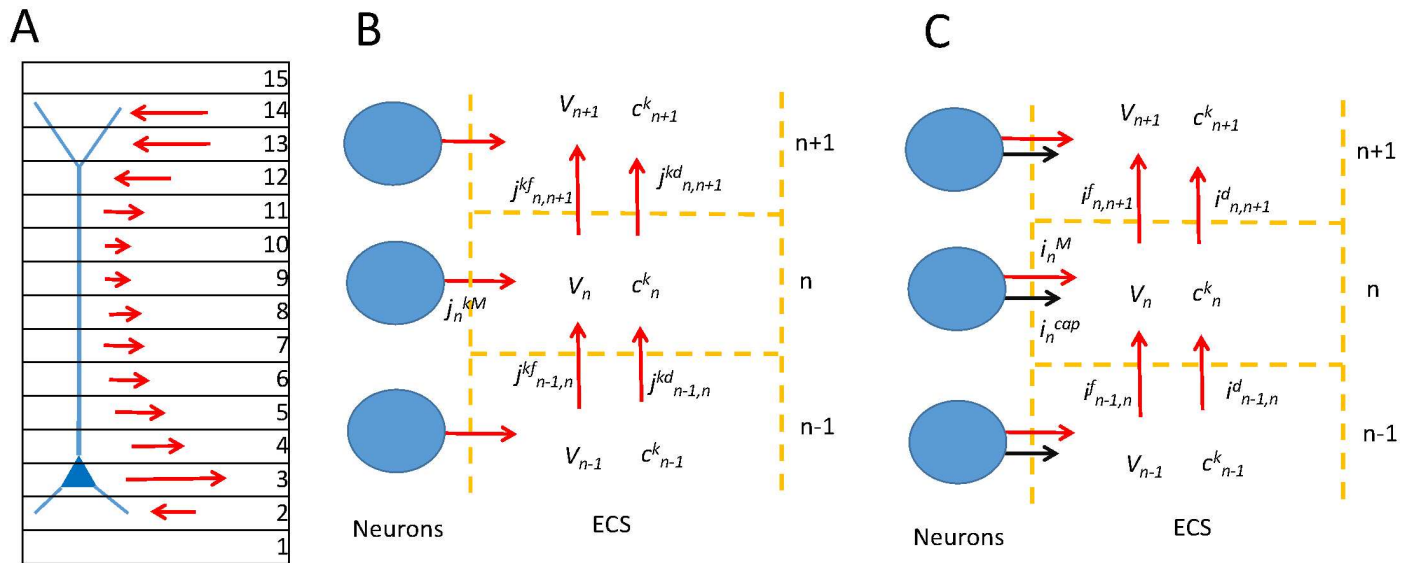 A
15
14
13
12
11
10
9
8
7
6
5
4
3
2
1
B
V_{n+1} c^k_{n+1}
n+1
j^{kf}_{n,n+1} j^{kd}_{n,n+1}
j_n^{kM} V_n c^k_n
n
j^{kf}_{n-1,n} j^{kd}_{n-1,n}
n-1
V_{n-1} c^k_{n-1}
Neurons ECS
C
V_{n+1} c^k_{n+1}
n+1
i^f_{n,n+1} i^d_{n,n+1}
i_n^M
V_n c^k_n
n
i_n^{cap}
i^f_{n-1,n} i^d_{n-1,n}
n-1
V_{n-1} c^k_{n-1}
Neurons ECS